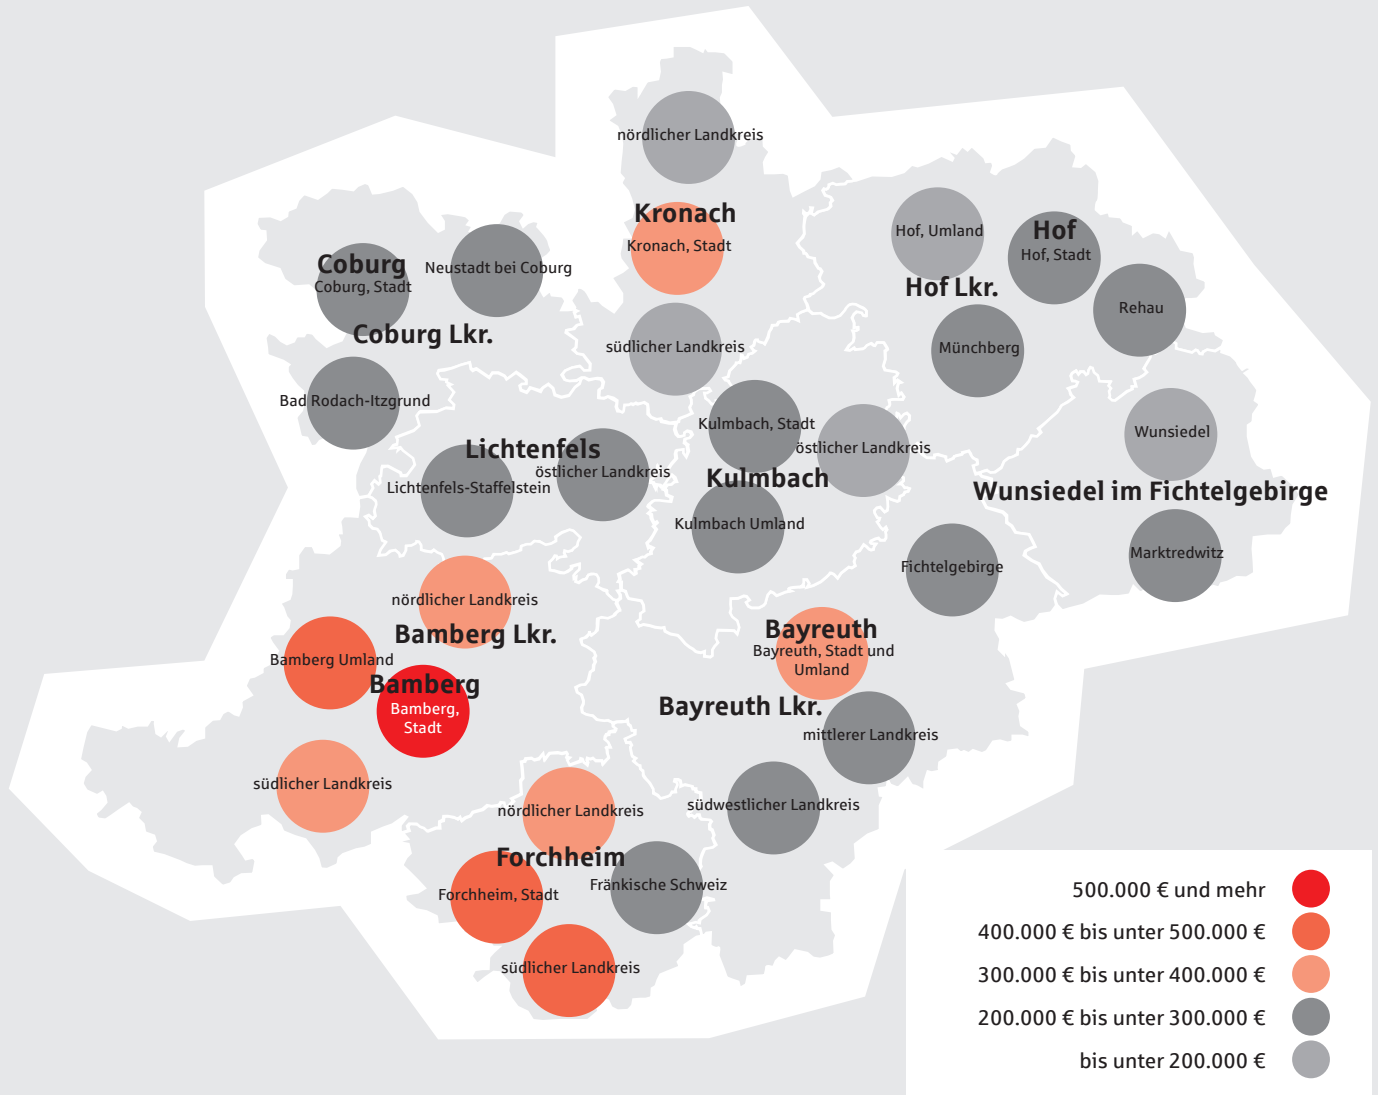 nördlicher Landkreis
Kronach
Kronach, Stadt
südlicher Landkreis
Hof, Umland
Hof
Hof, Stadt
Hof Lkr.
Rehau
Münchberg
Coburg
Coburg, Stadt
Neustadt bei Coburg
Coburg Lkr.
Bad Rodach-Itzgrund
Lichtenfels
östlicher Landkreis
Lichtenfels-Staffelstein
Kulmbach, Stadt
östlicher Landkreis
Kulmbach
Kulmbach Umland
Wunsiedel
Wunsiedel im Fichtelgebirge
Marktredwitz
Fichtelgebirge
nördlicher Landkreis
Bamberg Lkr.
Bamberg Umland
Bamberg
Bamberg,
Stadt
südlicher Landkreis
Bayreuth
Bayreuth, Stadt und
Umland
Bayreuth Lkr.
mittlerer Landkreis
südwestlicher Landkreis
nördlicher Landkreis
Forchheim
Forchheim, Stadt
Fränkische Schweiz
südlicher Landkreis
500.000 € und mehr
400.000 € bis unter 500.000 €
300.000 € bis unter 400.000 €
200.000 € bis unter 300.000 €
bis unter 200.000 €